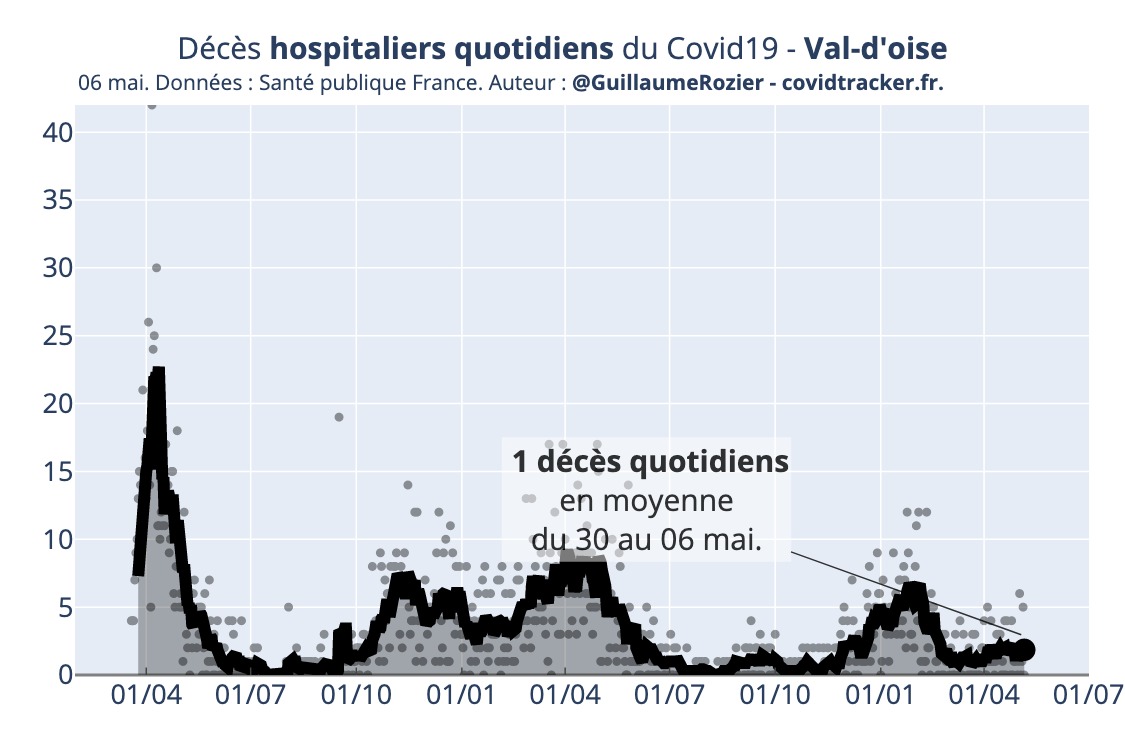 Décès hospitaliers quotidiens du Covid19 - Val-d'oise
06 mai. Données : Santé publique France. Auteur : @GuillaumeRozier - covidtracker.fr.
40
35
30
25
20
15
10
5
0
1 décès quotidiens
en moyenne
du 30 au 06 mai.
01/04 01/07 01/10 01/01 01/04 01/07 01/10 01/01 01/04 01/07